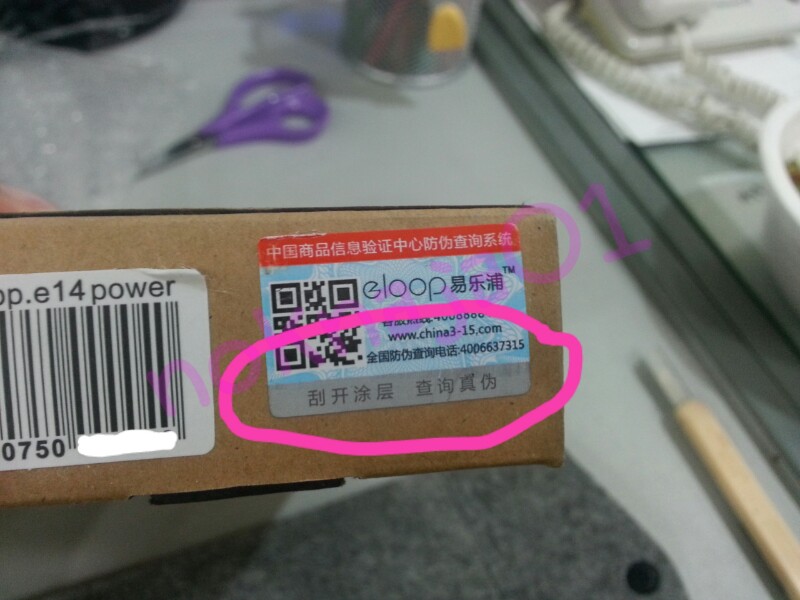 中国商品信息验证中心防伪查询系统
eloop易乐浦™
www.china3-15.com
全国防伪查询电话:4006637315
刮开涂层 查询真伪
op.e14 power
0750